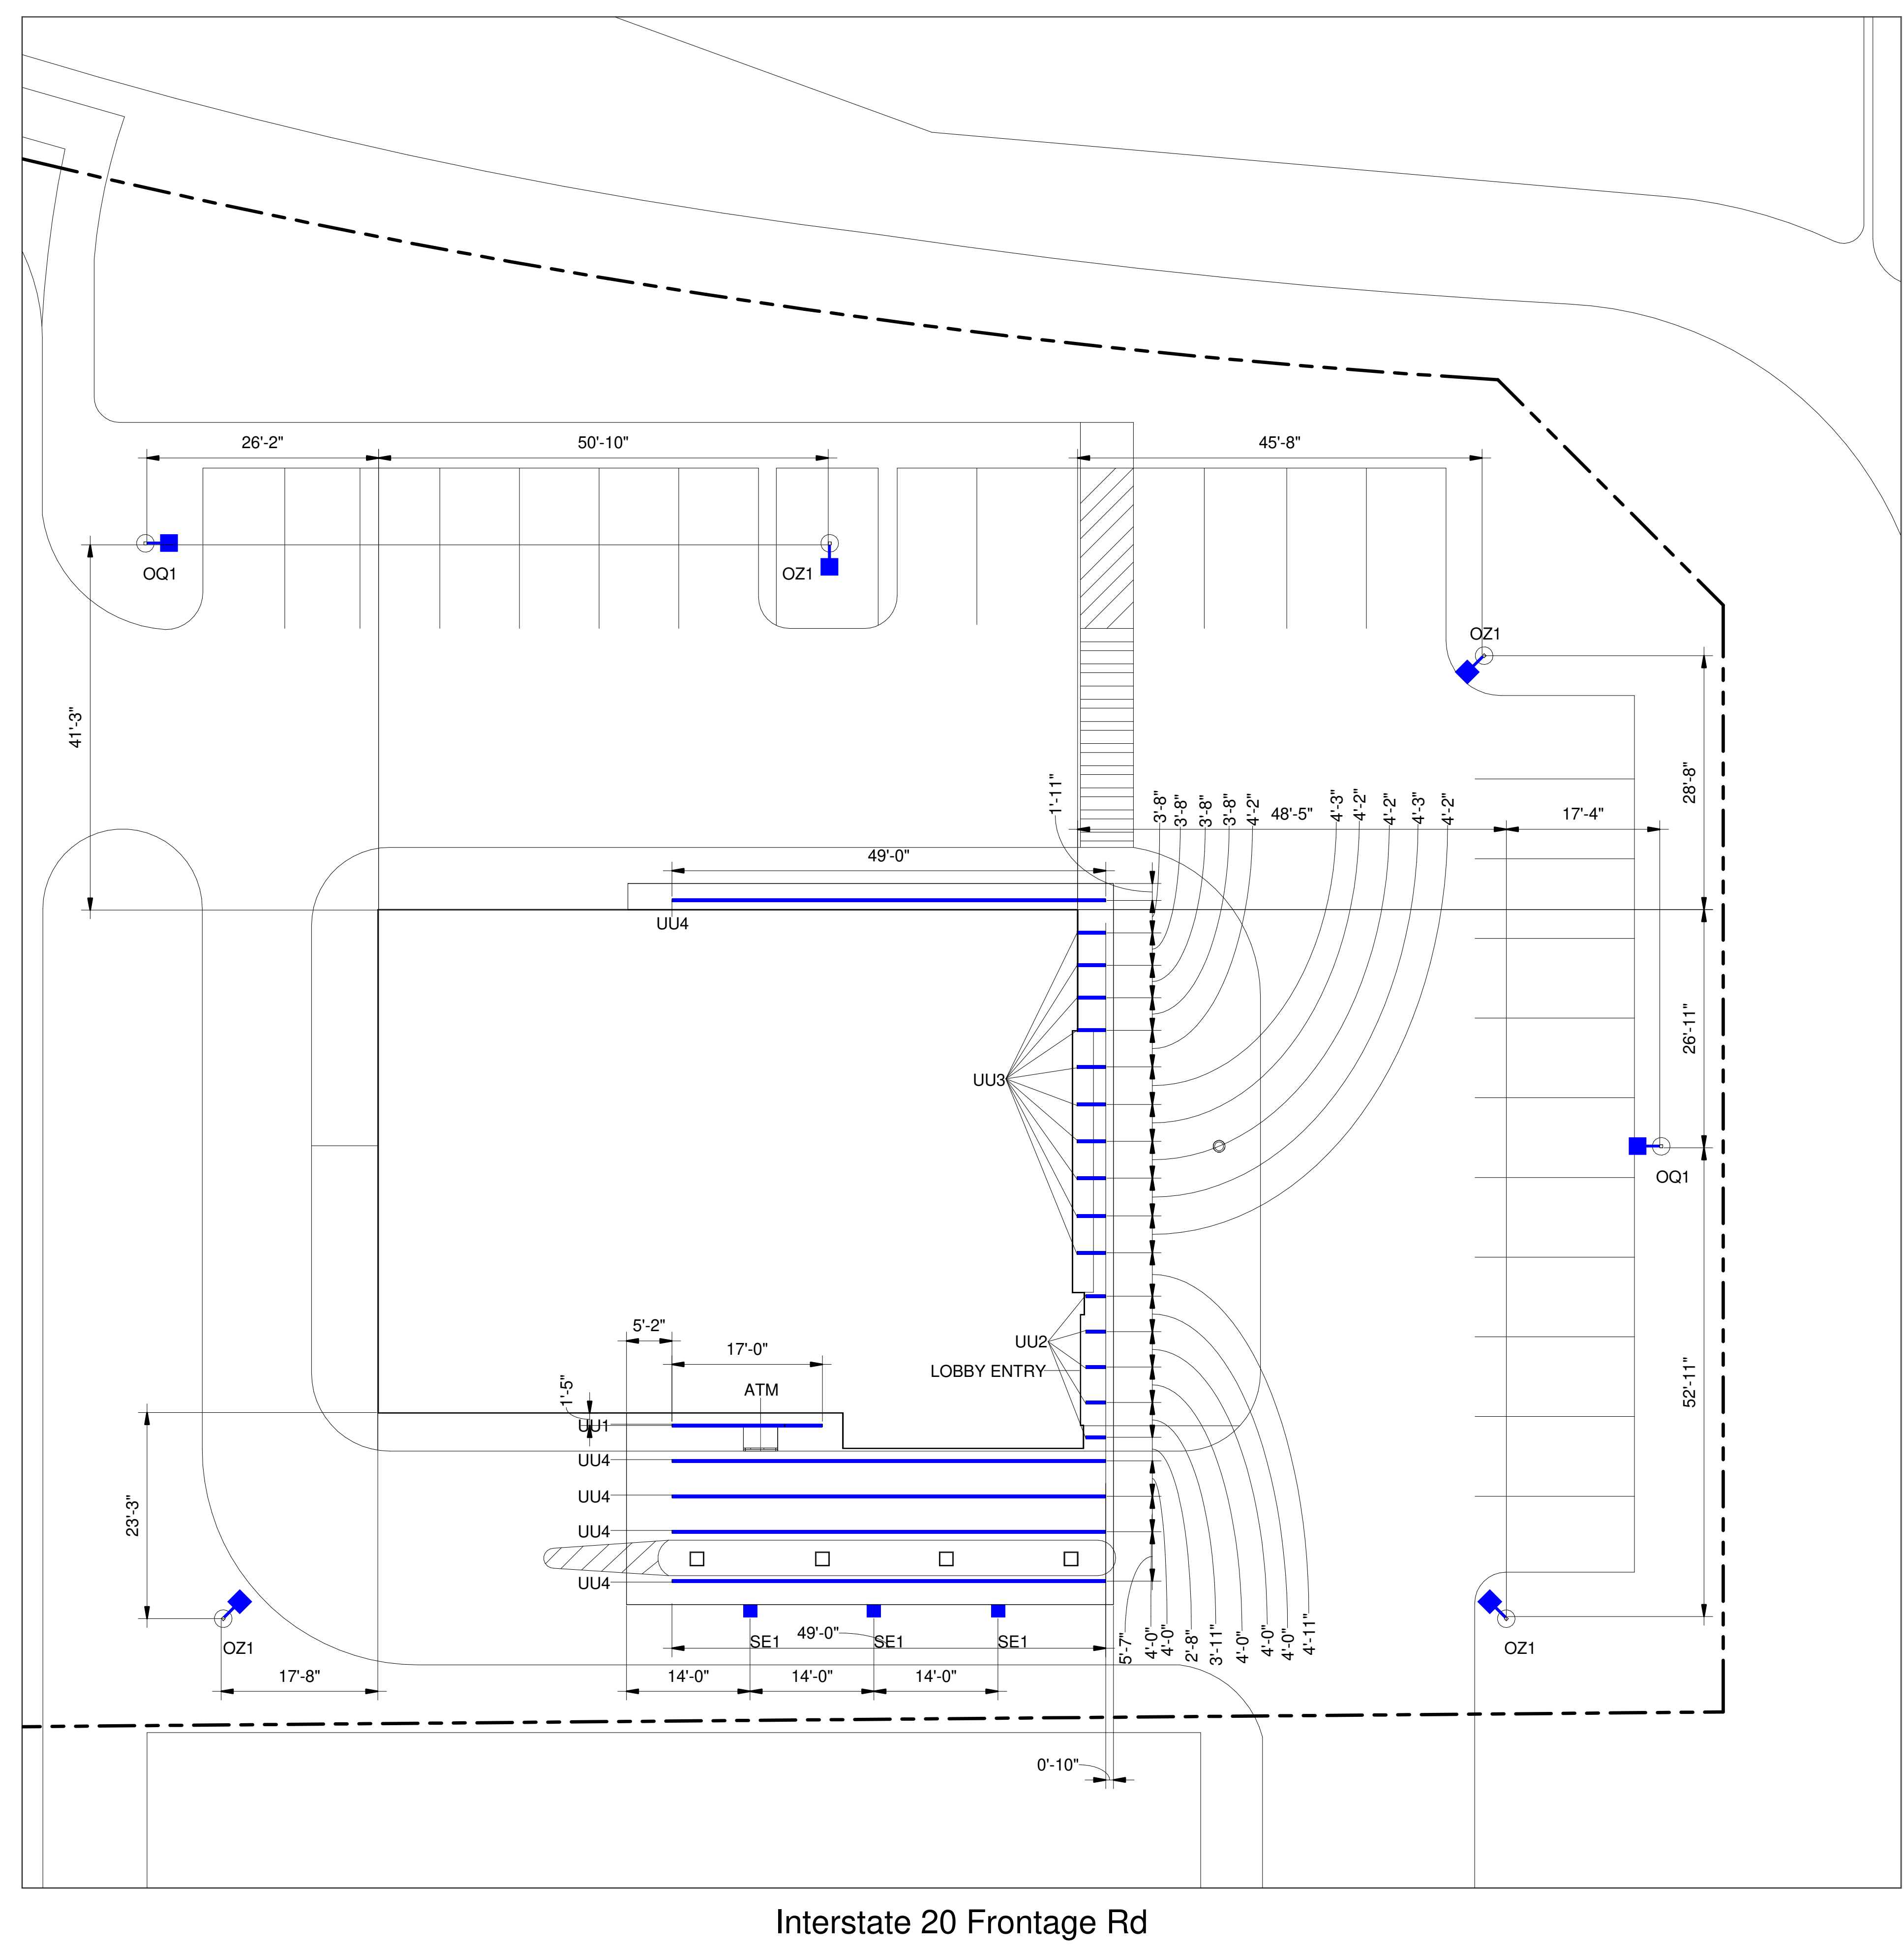 26'-2"
50'-10"
45'-8"
OQ1
OZ1
OZ1
41'-3"
28'-8"
1'-11"
3'-8"
3'-8"
3'-8"
3'-8"
4'-2"
4'-3"
4'-2"
4'-2"
4'-3"
4'-2"
48'-5"
17'-4"
49'-0"
UU4
26'-11"
UU3
OQ1
5'-2"
17'-0"
UU2
LOBBY ENTRY
1'-5"
ATM
52'-11"
UU1
UU4
UU4
UU4
UU4
23'-3"
OZ1
17'-8"
SE1
49'-0"
SE1
SE1
14'-0"
14'-0"
14'-0"
5'-7"
4'-0"
4'-0"
2'-8"
3'-11"
4'-0"
4'-0"
4'-0"
4'-11"
OZ1
0'-10"
Interstate 20 Frontage Rd